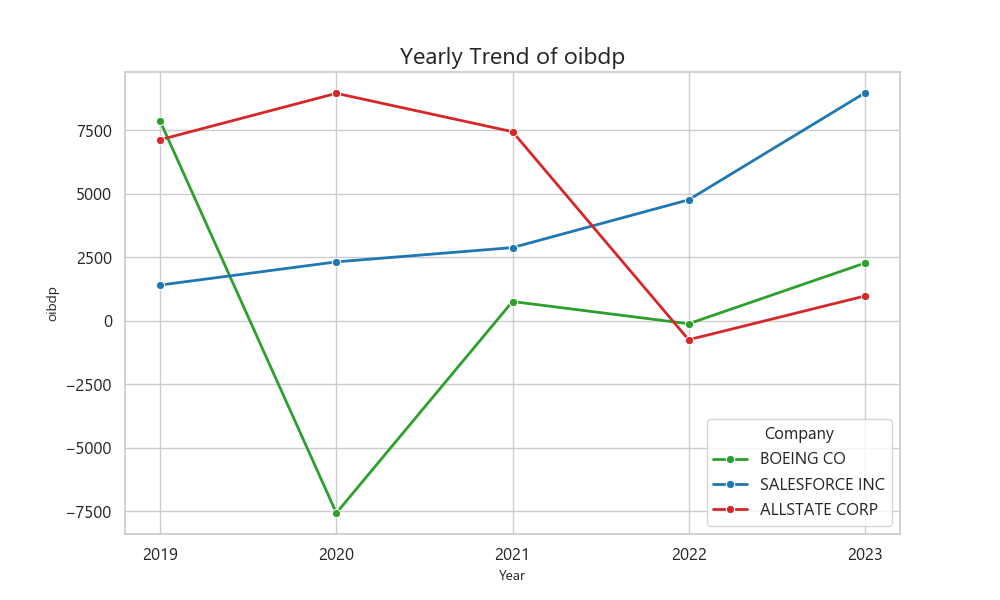 Yearly Trend of oibdp
oibdp
7500
5000
2500
0
−2500
−5000
−7500
2019
2020
2021
2022
2023
Year
Company
BOEING CO
SALESFORCE INC
ALLSTATE CORP